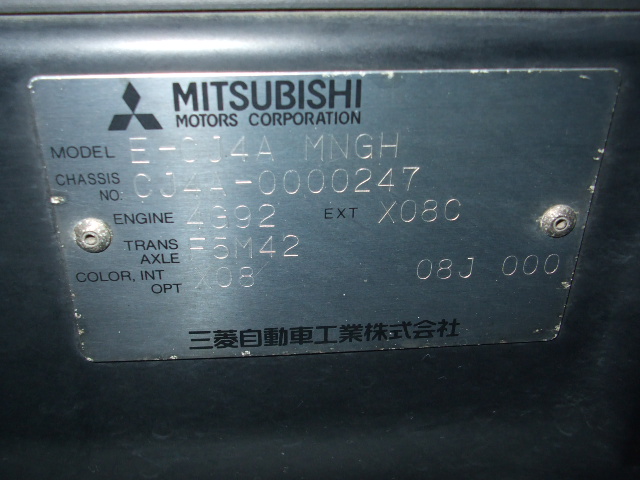 MITSUBISHI
MOTORS CORPORATION
MODEL E-CJ4A MNGH
CHASSIS NO. CJ4A-0000247
ENGINE 4G92 EXT X08C
TRANS AXLE F5M42
COLOR, INT OPT X08 08J 000
三菱自動車工業株式会社